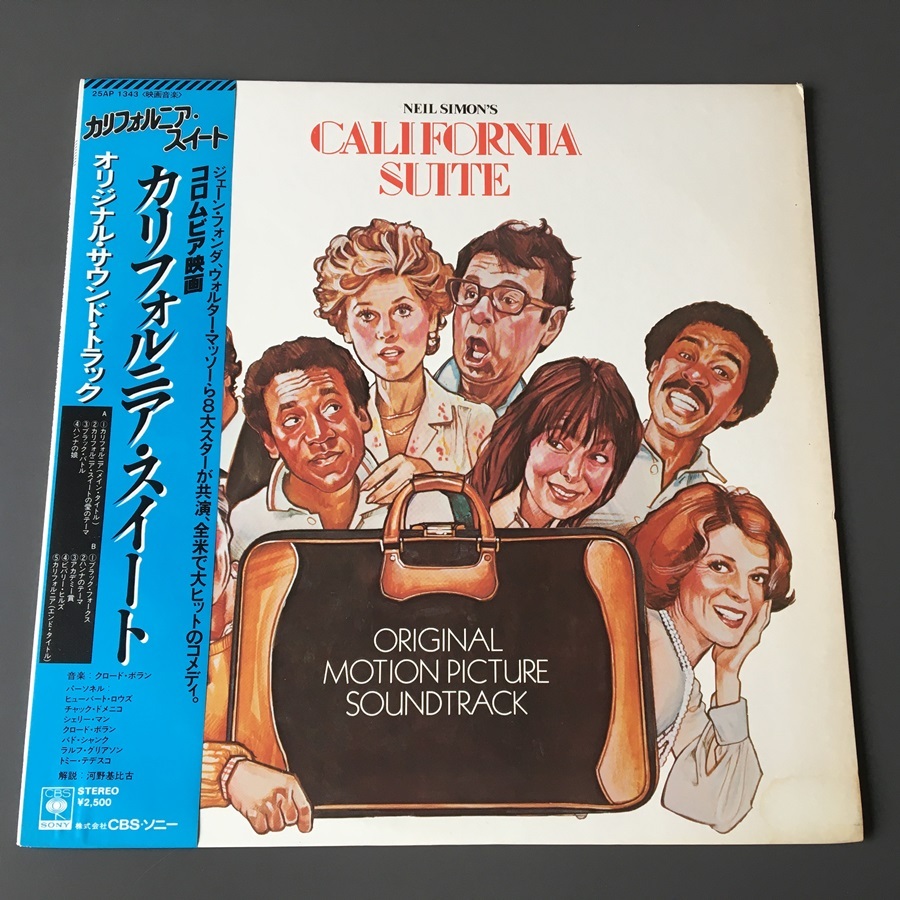 25AP 1343〈映画音楽〉
カリフォルニア・
スイート
オリジナル・サウンド・トラック
カリフォルニア・スイート
コロムビア映画
ジェーン・フォンダ、ウォルター・マッソーら8大スターが共演、全米で大ヒットのコメディ。
A
①カリフォルニア(メイン・タイトル)
②カリフォルニア・スイートの愛のテーマ
③ブラック・バトル
④ハンナの娘
B
①ブラック・フォークス
②ハンナのテーマ
③アカデミー賞
④ビバリー・ヒルズ
⑤カリフォルニア(エンド・タイトル)
音楽:クロード・ボラン
パーソネル:
ヒューバート・ロウズ
チャック・ドメニコ
シェリー・マン
クロード・ボラン
バド・シャンク
ラルフ・グリアソン
トミー・テデスコ
解説:河野基比古
CBS
SONY
STEREO
¥2,500
株式会社CBS・ソニー
NEIL SIMON'S
CALIFORNIA
SUITE
ORIGINAL
MOTION PICTURE
SOUNDTRACK